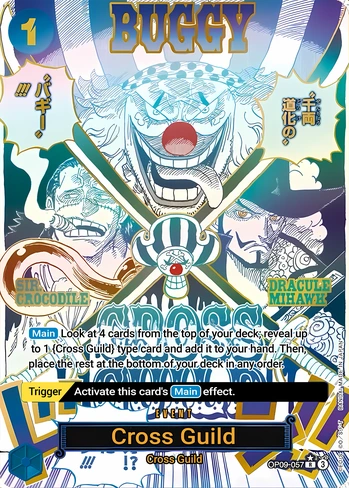 BUGGY
1
“バギー”
!!!
“千両
道化の”
SIR.
CROCODILE
DRACULE
MIHAWK
CROSS
GUILD
Main Look at 4 cards from the top of your deck; reveal up
to 1 {Cross Guild} type card and add it to your hand. Then,
place the rest at the bottom of your deck in any order.
Trigger Activate this card's Main effect.
EVENT
Cross Guild
Cross Guild
OP09-057 R 3